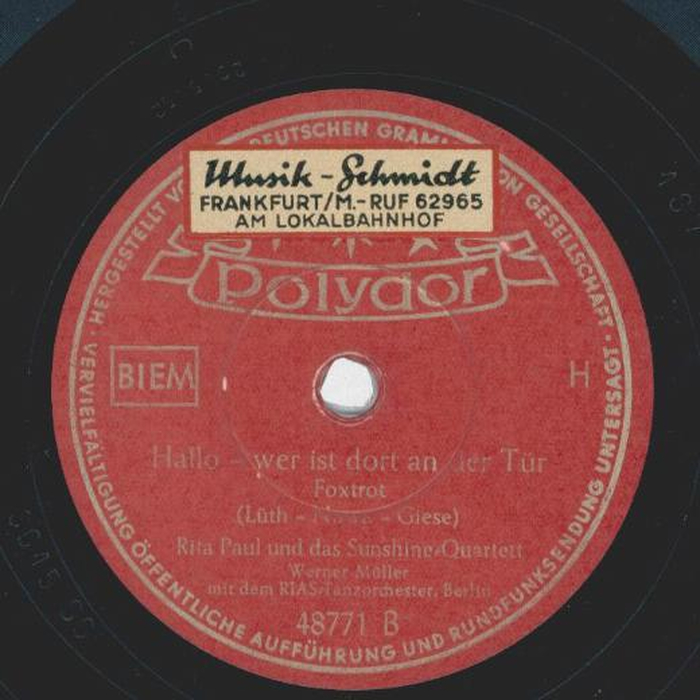 Musik - Schmidt
FRANKFURT/M.-RUF 62965
AM LOKALBAHNHOF
Polydor
BIEM
H
Hallo - wer ist dort an der Tür
Foxtrot
(Lüth - - Giese)
Rita Paul und das Sunshine-Quartett
Werner Müller
mit dem RIAS-Tanzorchester, Berlin
48771 B
HERGESTELLT VON DEUTSCHEN GRAMM ON GESELLSCHAFT ·
VERVIELFÄLTIGUNG ÖFFENTLICHE AUFFÜHRUNG UND RUNDFUNKSENDUNG UNTERSAGT ·